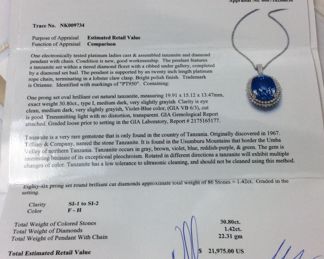 Trace No. NK009734
Purpose of Appraisal Estimated Retail Value
Function of Appraisal Comparison
One electronically tested platinum ladies cast & assembled tanzanite and diamond
pendant with chain. Condition is new, good workmanship. The pendant features
a tanzanite set within a tiered diamond floret with a ribbed under gallery, completed
by a diamond set bail. The pendant is supported by an twenty inch length platinum
rope chain, terminating in a lobster claw clasp. Bright polish finish. Trademark
is Orianne. Identified with markings of "PT950". Containing:
One prong set oval brilliant cut natural tanzanite, measuring 19.91 x 15.12 x 13.47mm,
exact weight 30.80ct., type I, medium dark, very slightly grayish. Clarity is eye
clean, medium dark, very slightly grayish, Violet-Blue color, (GIA VB 6/3), cut
is good. Transmitting light with no distortion, transparent. GIA Gemological Report
attached. Graded loose prior to setting in the GIA Laboratory, Report # 2175165177.
Tanzanite is a very rare gemstone that is only found in the country of Tanzania. Originally discovered in 1967,
Tiffany & Company, named the stone Tanzanite. It is found in the Usumburu Mountains that border the Umba
Valley of northern Tanzania. Tanzanite occurs in gray, brown, violet, blue, reddish purple, & green. The gem is
interesting because of its exceptional pleochroism. Rotated in different directions a tanzanite will exhibit multiple
changes of color. Tanzanite has a low tolerance to ultrasonic cleaning, and should not be cleaned using this method.
Eighty-six prong set round brilliant cut diamonds approximate total weight of 86 Stones = 1.42ct. Graded in the
setting.
Clarity SI-1 to SI-2
Color F - H
Total Weight of Colored Stones 30.80ct.
Total Weight of Diamonds 1.42ct.
Total Weight of Pendant With Chain 22.31 gm
Total Estimated Retail Value $ 21,975.00 US